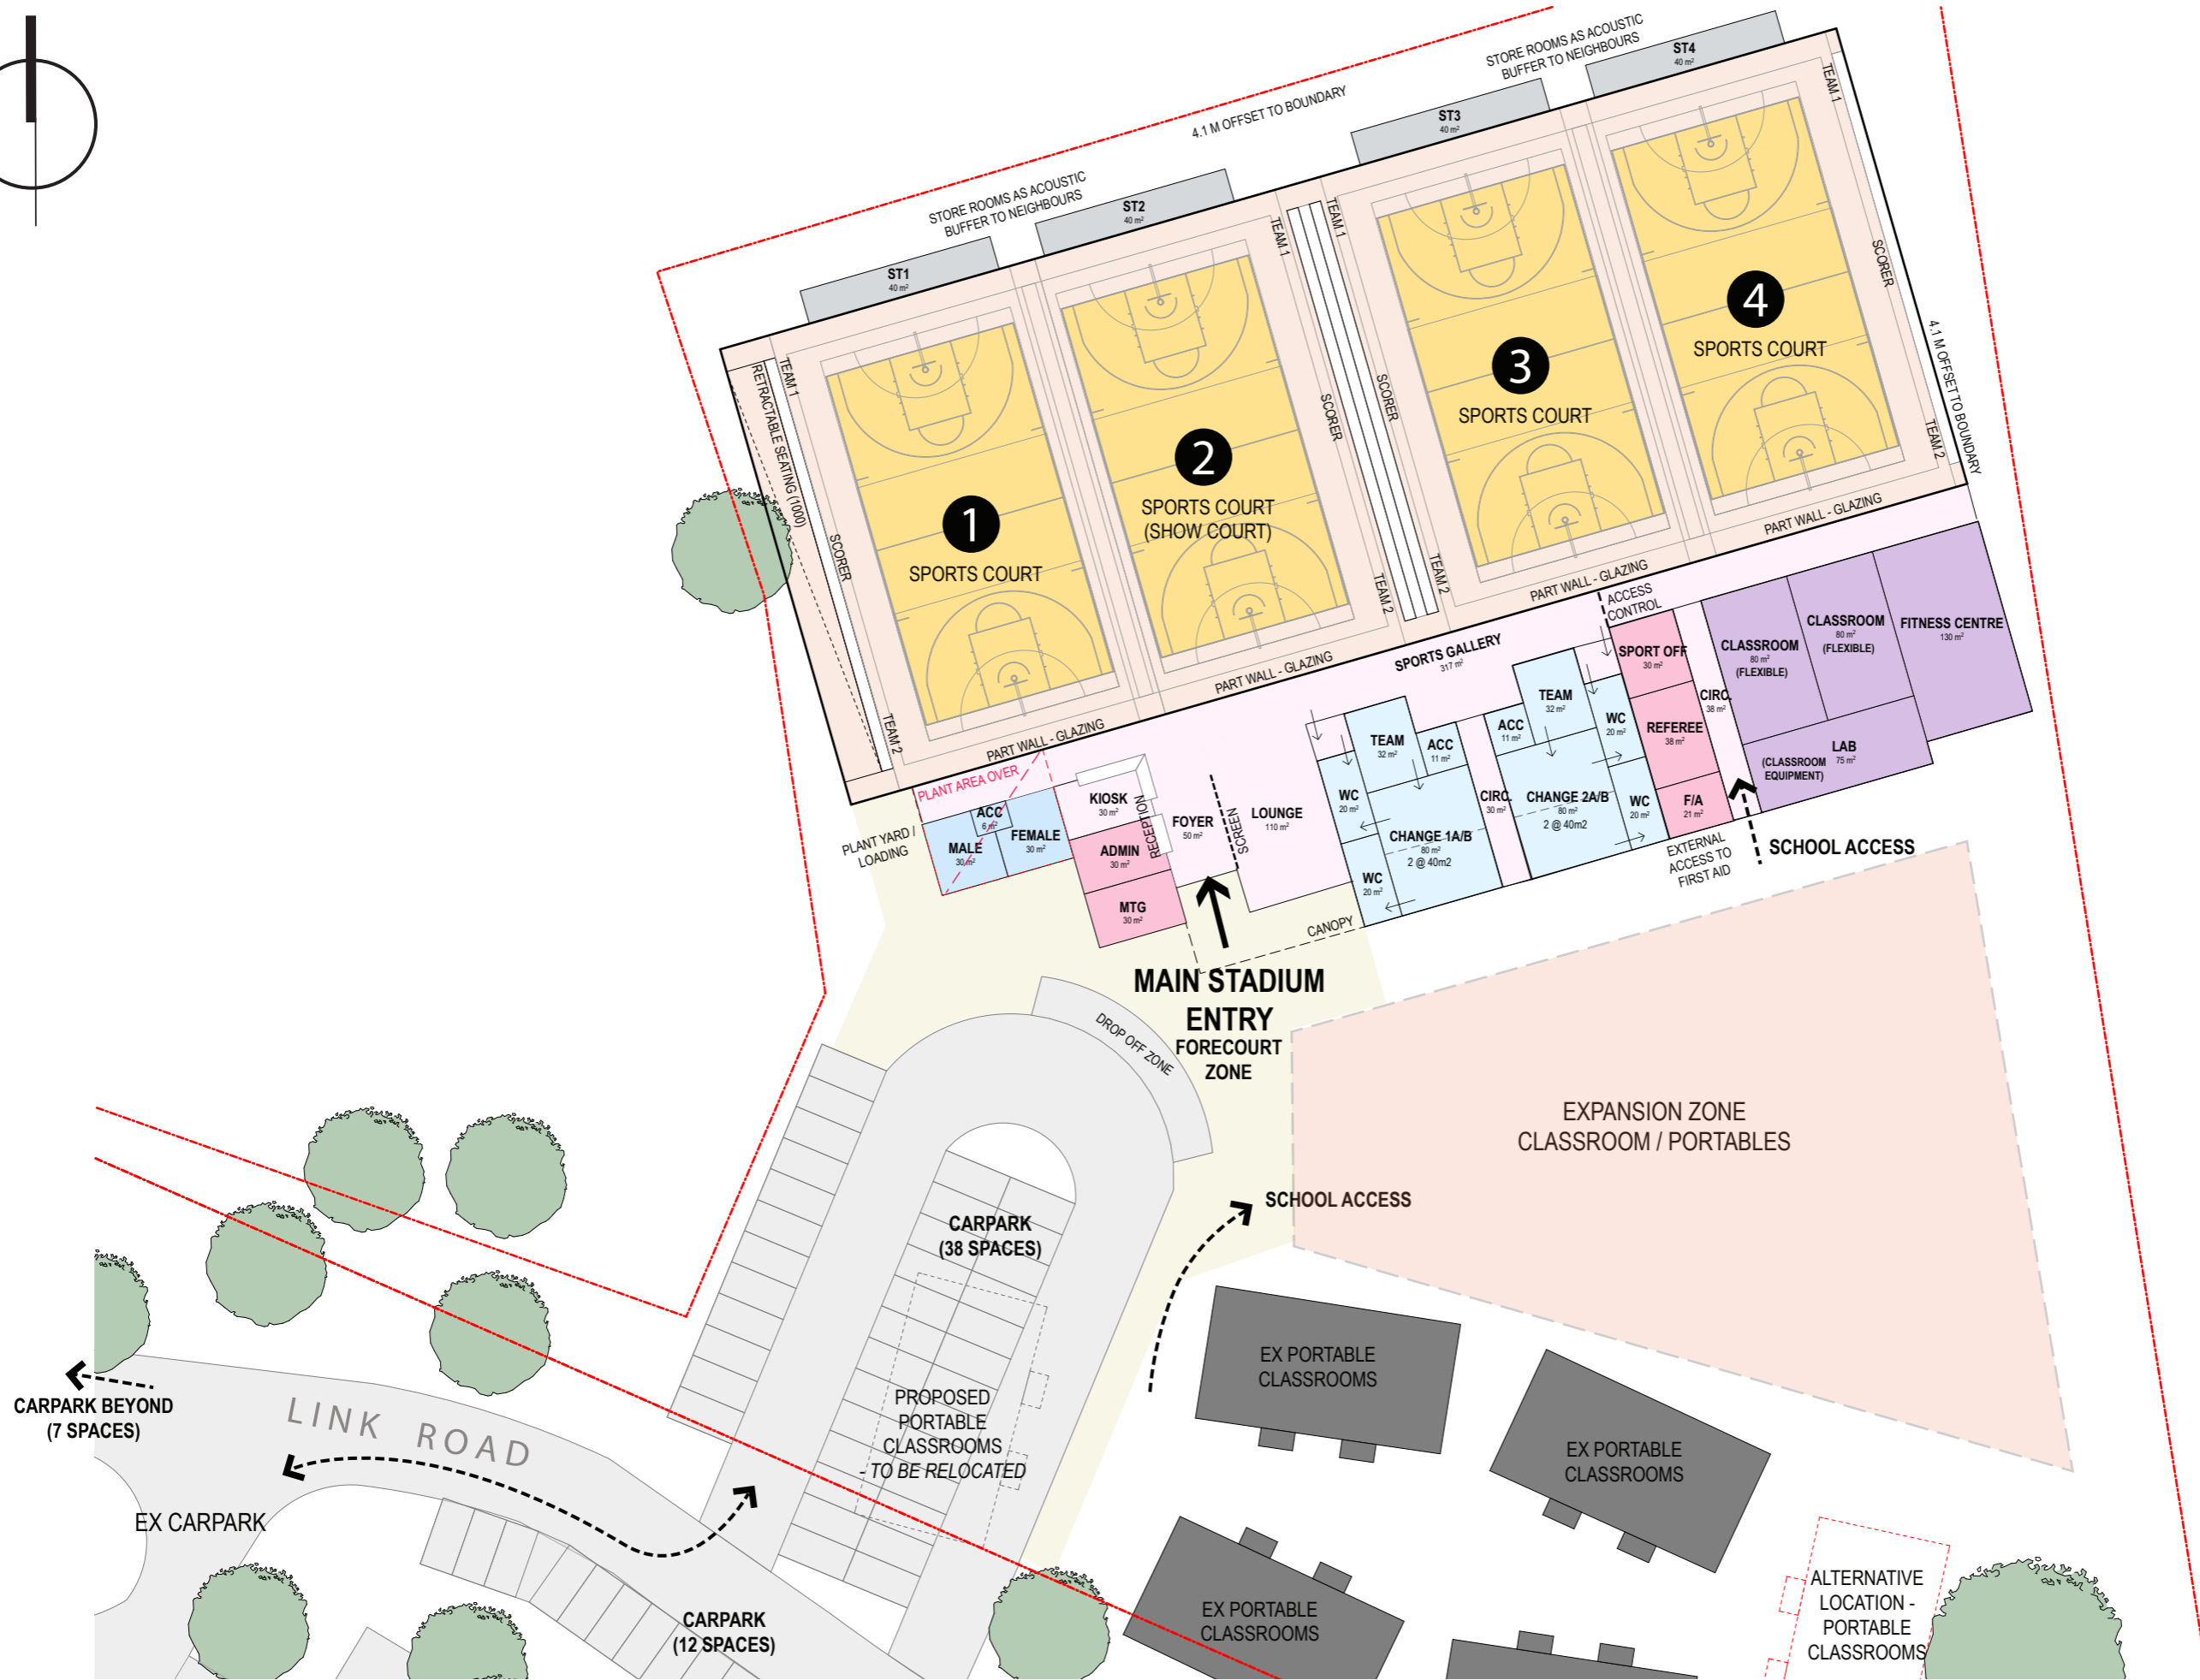 STORE ROOMS AS ACOUSTIC
BUFFER TO NEIGHBOURS
ST4
40 m²
4.1 M OFFSET TO BOUNDARY
ST3
40 m²
TEAM 1
STORE ROOMS AS ACOUSTIC
BUFFER TO NEIGHBOURS
ST2
40 m²
ST1
40 m²
TEAM 1
TEAM 1
SCORER
4
SPORTS COURT
4.1 M OFFSET TO BOUNDARY
3
SPORTS COURT
SCORER
SCORER
TEAM 1
RETRACTABLE SEATING (1000)
2
SPORTS COURT
(SHOW COURT)
1
SPORTS COURT
SCORER
TEAM 2
TEAM 2
TEAM 2
TEAM 2
PART WALL - GLAZING
PART WALL - GLAZING
PART WALL - GLAZING
PART WALL - GLAZING
ACCESS
CONTROL
SPORTS GALLERY
317 m²
CLASSROOM
80 m²
(FLEXIBLE)
CLASSROOM
80 m²
(FLEXIBLE)
FITNESS CENTRE
130 m²
LAB
75 m²
(CLASSROOM
EQUIPMENT)
SPORT OFF
30 m²
CIRC.
38 m²
REFEREE
38 m²
F/A
21 m²
TEAM
32 m²
WC
20 m²
ACC
11 m²
WC
20 m²
CHANGE 2A/B
80 m²
2 @ 40m2
CIRC.
30 m²
TEAM
32 m²
ACC
11 m²
WC
20 m²
CHANGE 1A/B
80 m²
2 @ 40m2
WC
20 m²
LOUNGE
110 m²
SCREEN
FOYER
50 m²
RECEPTION
KIOSK
30 m²
ADMIN
30 m²
MTG
30 m²
PLANT AREA OVER
ACC
6 m²
MALE
30 m²
FEMALE
30 m²
PLANT YARD /
LOADING
EXTERNAL
ACCESS TO
FIRST AID
SCHOOL ACCESS
CANOPY
MAIN STADIUM
ENTRY
FORECOURT
ZONE
DROP OFF ZONE
EXPANSION ZONE
CLASSROOM / PORTABLES
SCHOOL ACCESS
CARPARK
(38 SPACES)
PROPOSED
PORTABLE
CLASSROOMS
- TO BE RELOCATED
EX PORTABLE
CLASSROOMS
EX PORTABLE
CLASSROOMS
EX PORTABLE
CLASSROOMS
CARPARK BEYOND
(7 SPACES)
LINK ROAD
EX CARPARK
CARPARK
(12 SPACES)
ALTERNATIVE
LOCATION -
PORTABLE
CLASSROOMS